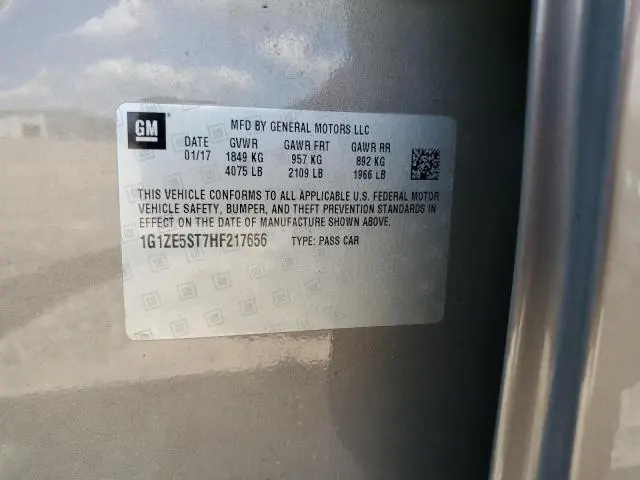 GM
MFD BY GENERAL MOTORS LLC
DATE GVWR GAWR FRT GAWR RR
01/17 1849 KG 957 KG 892 KG
4075 LB 2109 LB 1966 LB
THIS VEHICLE CONFORMS TO ALL APPLICABLE U.S. FEDERAL MOTOR
VEHICLE SAFETY, BUMPER, AND THEFT PREVENTION STANDARDS IN
EFFECT ON THE DATE OF MANUFACTURE SHOWN ABOVE.
1G1ZE5ST7HF217656 TYPE: PASS CAR